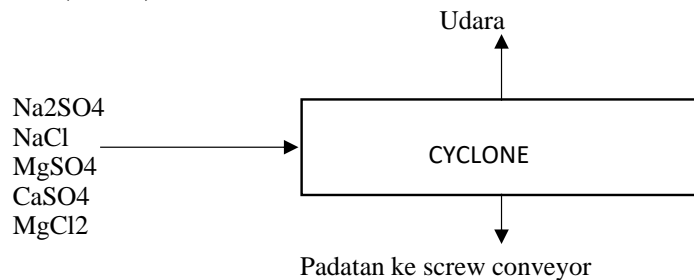 Udara
Na2SO4
NaCl
MgSO4
CaSO4
MgCl2
CYCLONE
Padatan ke screw conveyor